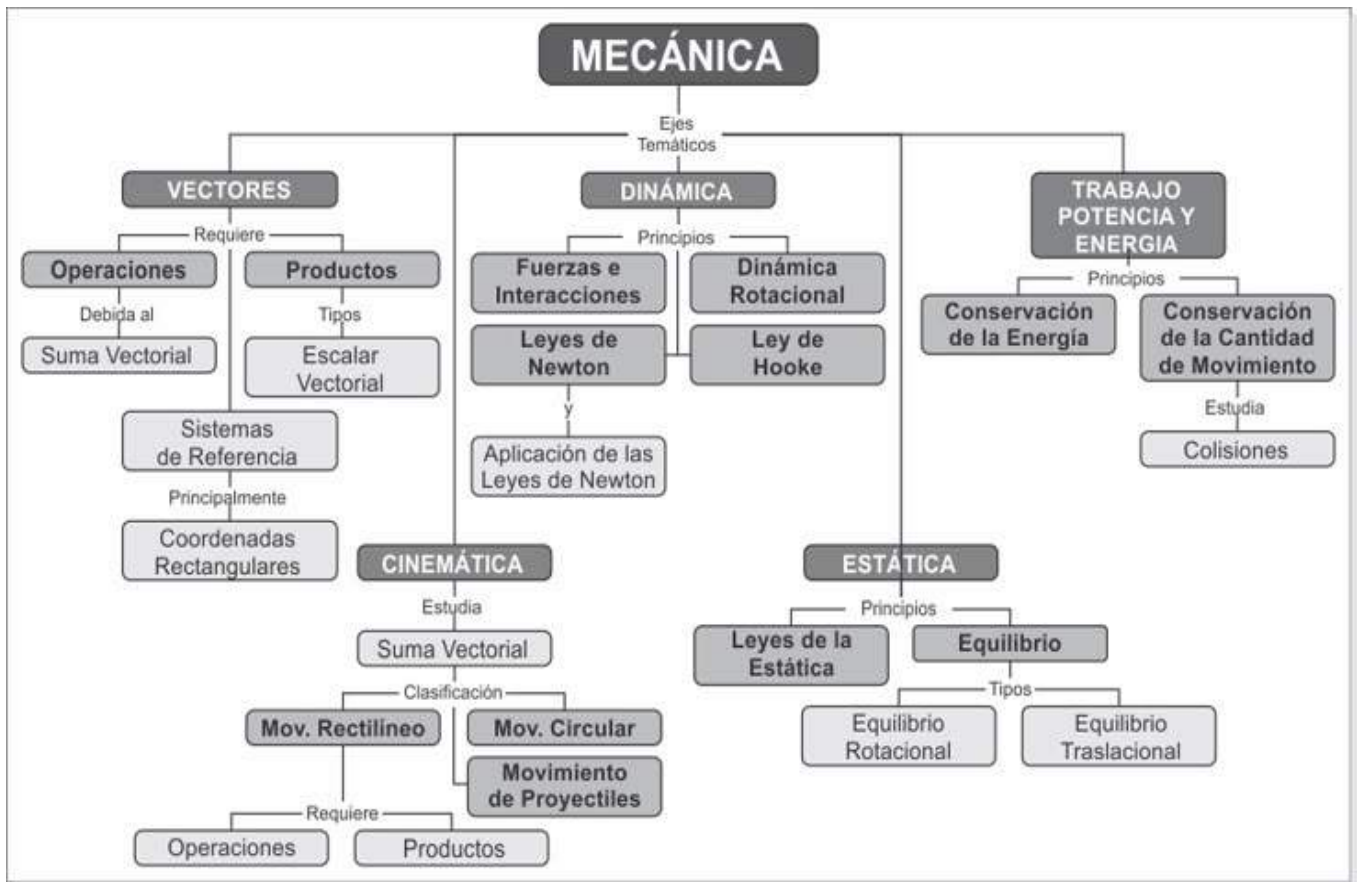 MECÁNICA
Ejes
Temáticos
VECTORES
Requiere
Operaciones
Productos
Debida al
Tipos
Suma Vectorial
Escalar
Vectorial
Sistemas
de Referencia
Principalmente
Coordenadas
Rectangulares
DINÁMICA
Principios
Fuerzas e
Interacciones
Dinámica
Rotacional
Leyes de
Newton
Ley de
Hooke
y
Aplicación de las
Leyes de Newton
TRABAJO
POTENCIA Y
ENERGIA
Principios
Conservación
de la Energía
Conservación
de la Cantidad
de Movimiento
Estudia
Colisiones
CINEMÁTICA
Estudia
Suma Vectorial
Clasificación
Mov. Rectilíneo
Mov. Circular
Movimiento
de Proyectiles
Requiere
Operaciones
Productos
ESTÁTICA
Principios
Leyes de la
Estática
Equilibrio
Tipos
Equilibrio
Rotacional
Equilibrio
Traslacional